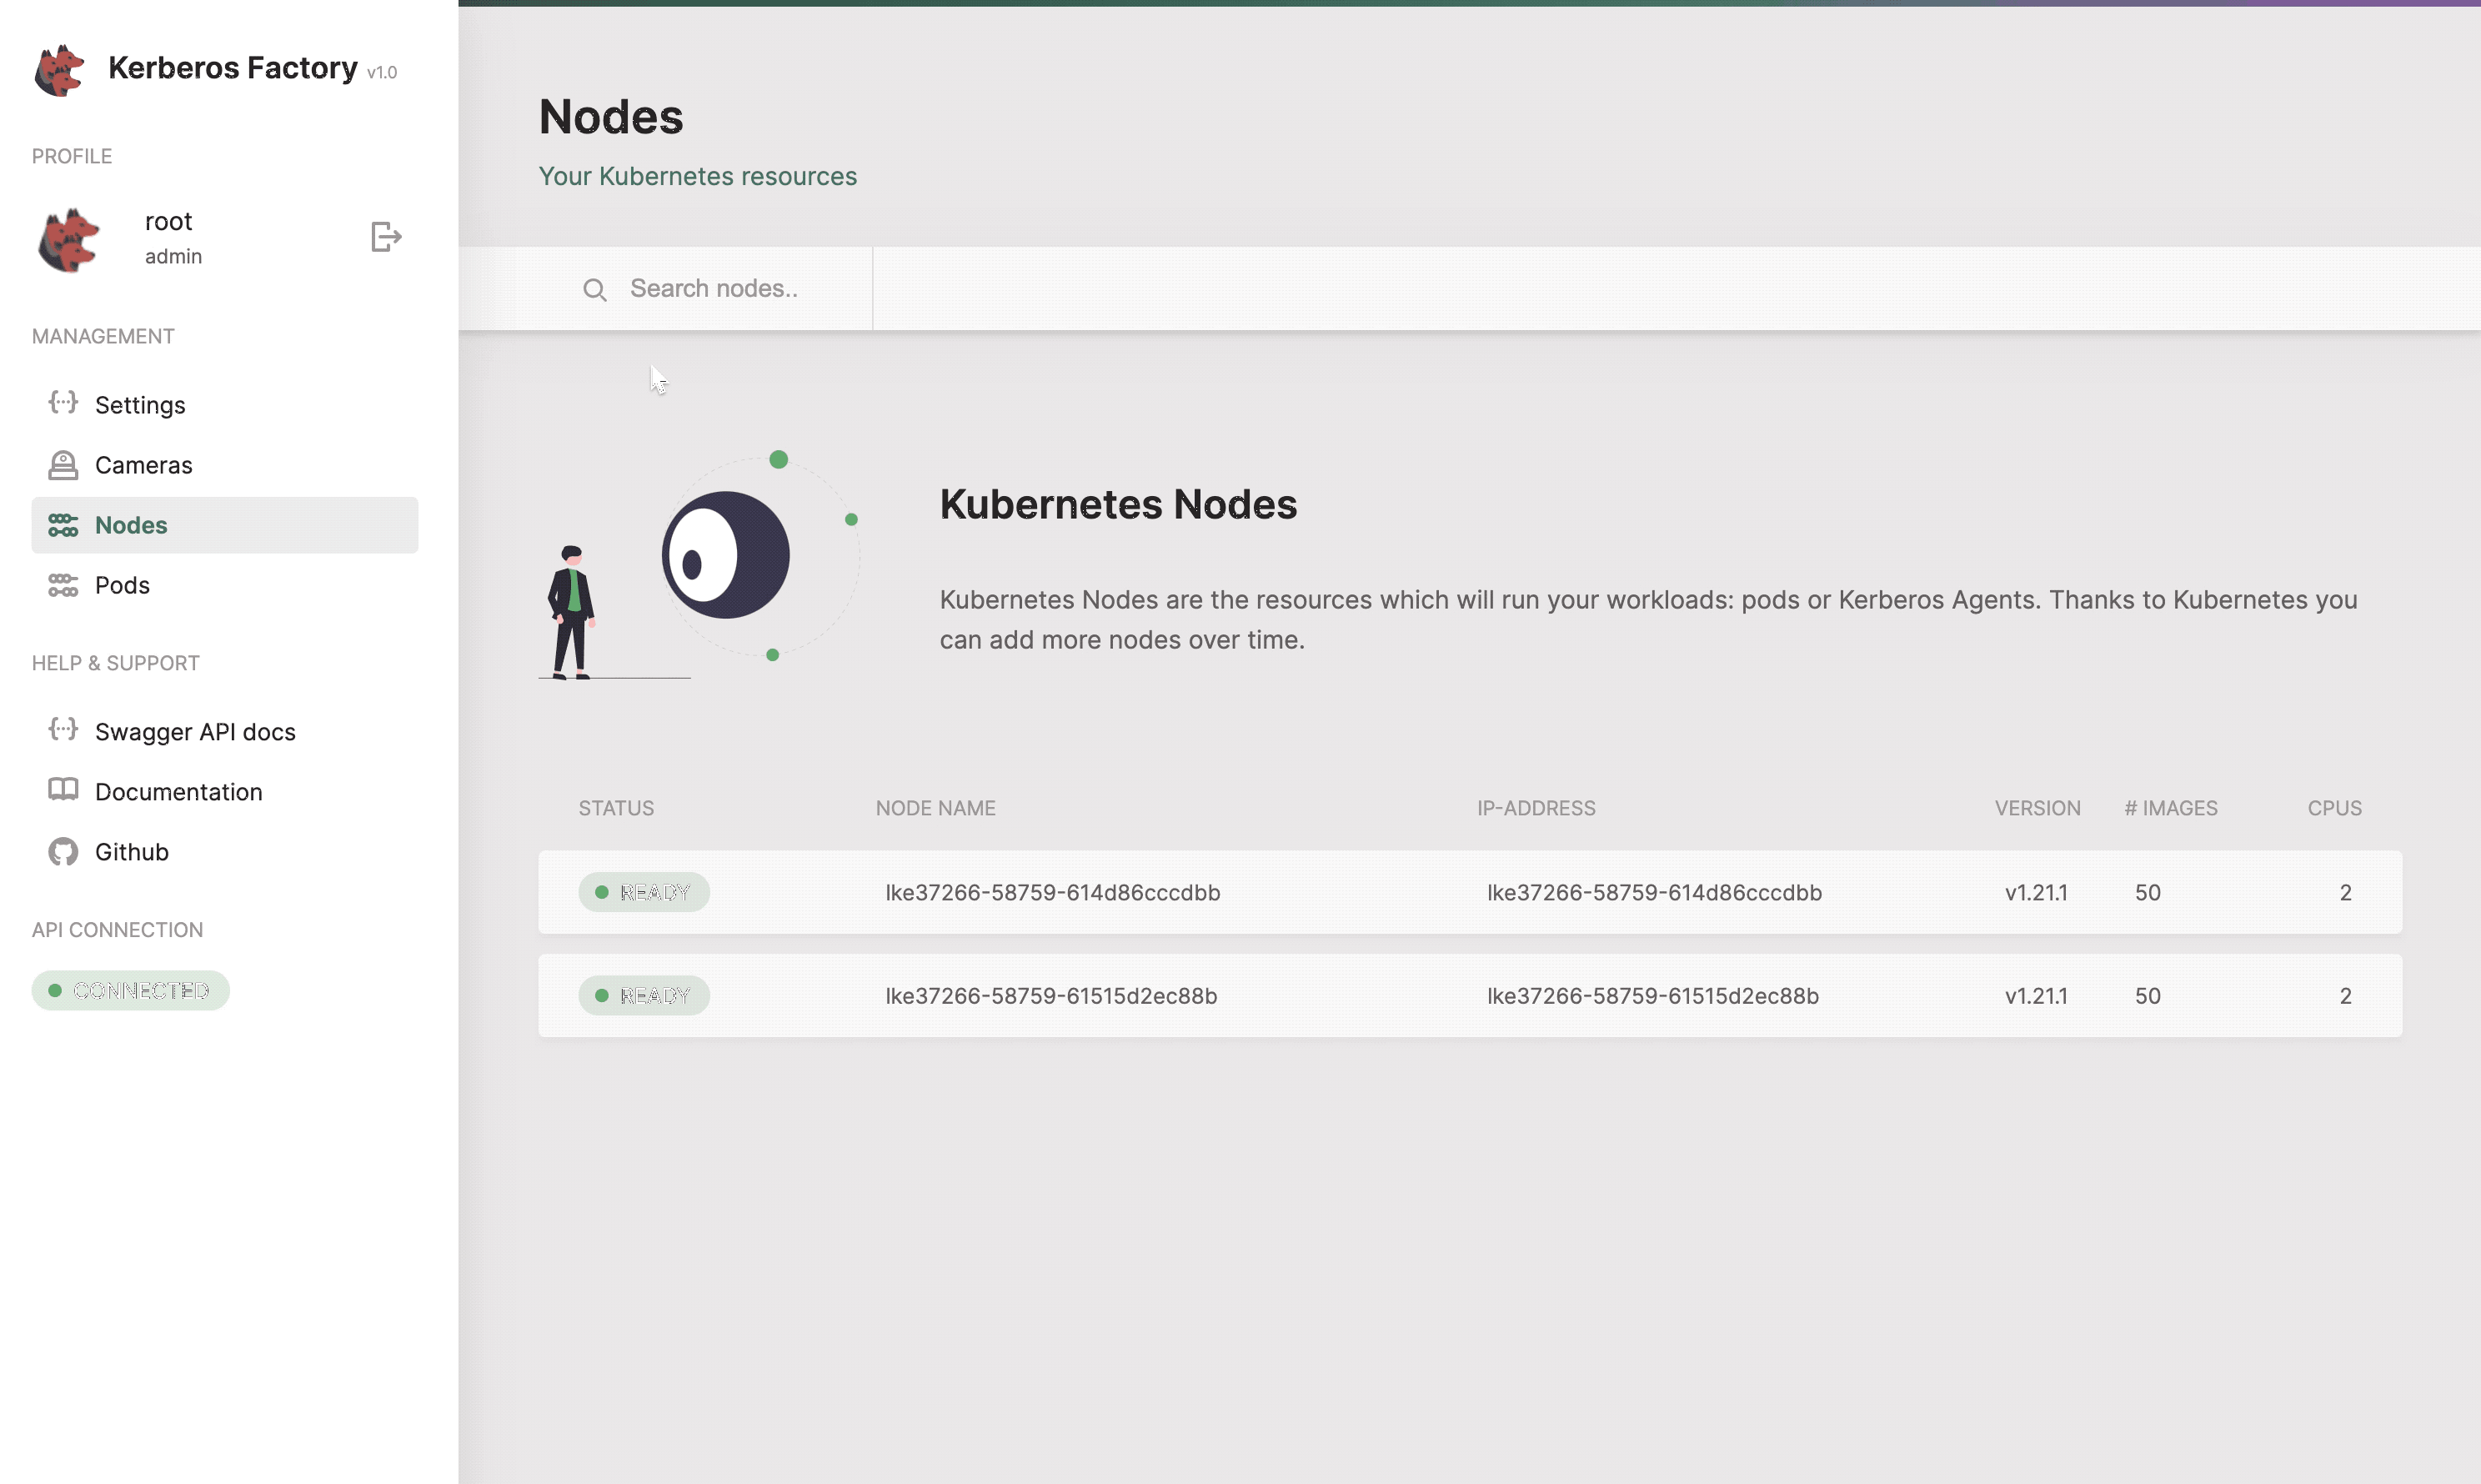 Kerberos Factory v1.0
PROFILE
root
admin
MANAGEMENT
Settings
Cameras
Nodes
Pods
HELP & SUPPORT
Swagger API docs
Documentation
Github
API CONNECTION
CONNECTED
Nodes
Your Kubernetes resources
Search nodes..
Kubernetes Nodes
Kubernetes Nodes are the resources which will run your workloads: pods or Kerberos Agents. Thanks to Kubernetes you
can add more nodes over time.
STATUS NODE NAME IP-ADDRESS VERSION # IMAGES CPUS
READY lke37266-58759-614d86cccdbb lke37266-58759-614d86cccdbb v1.21.1 50 2
READY lke37266-58759-61515d2ec88b lke37266-58759-61515d2ec88b v1.21.1 50 2